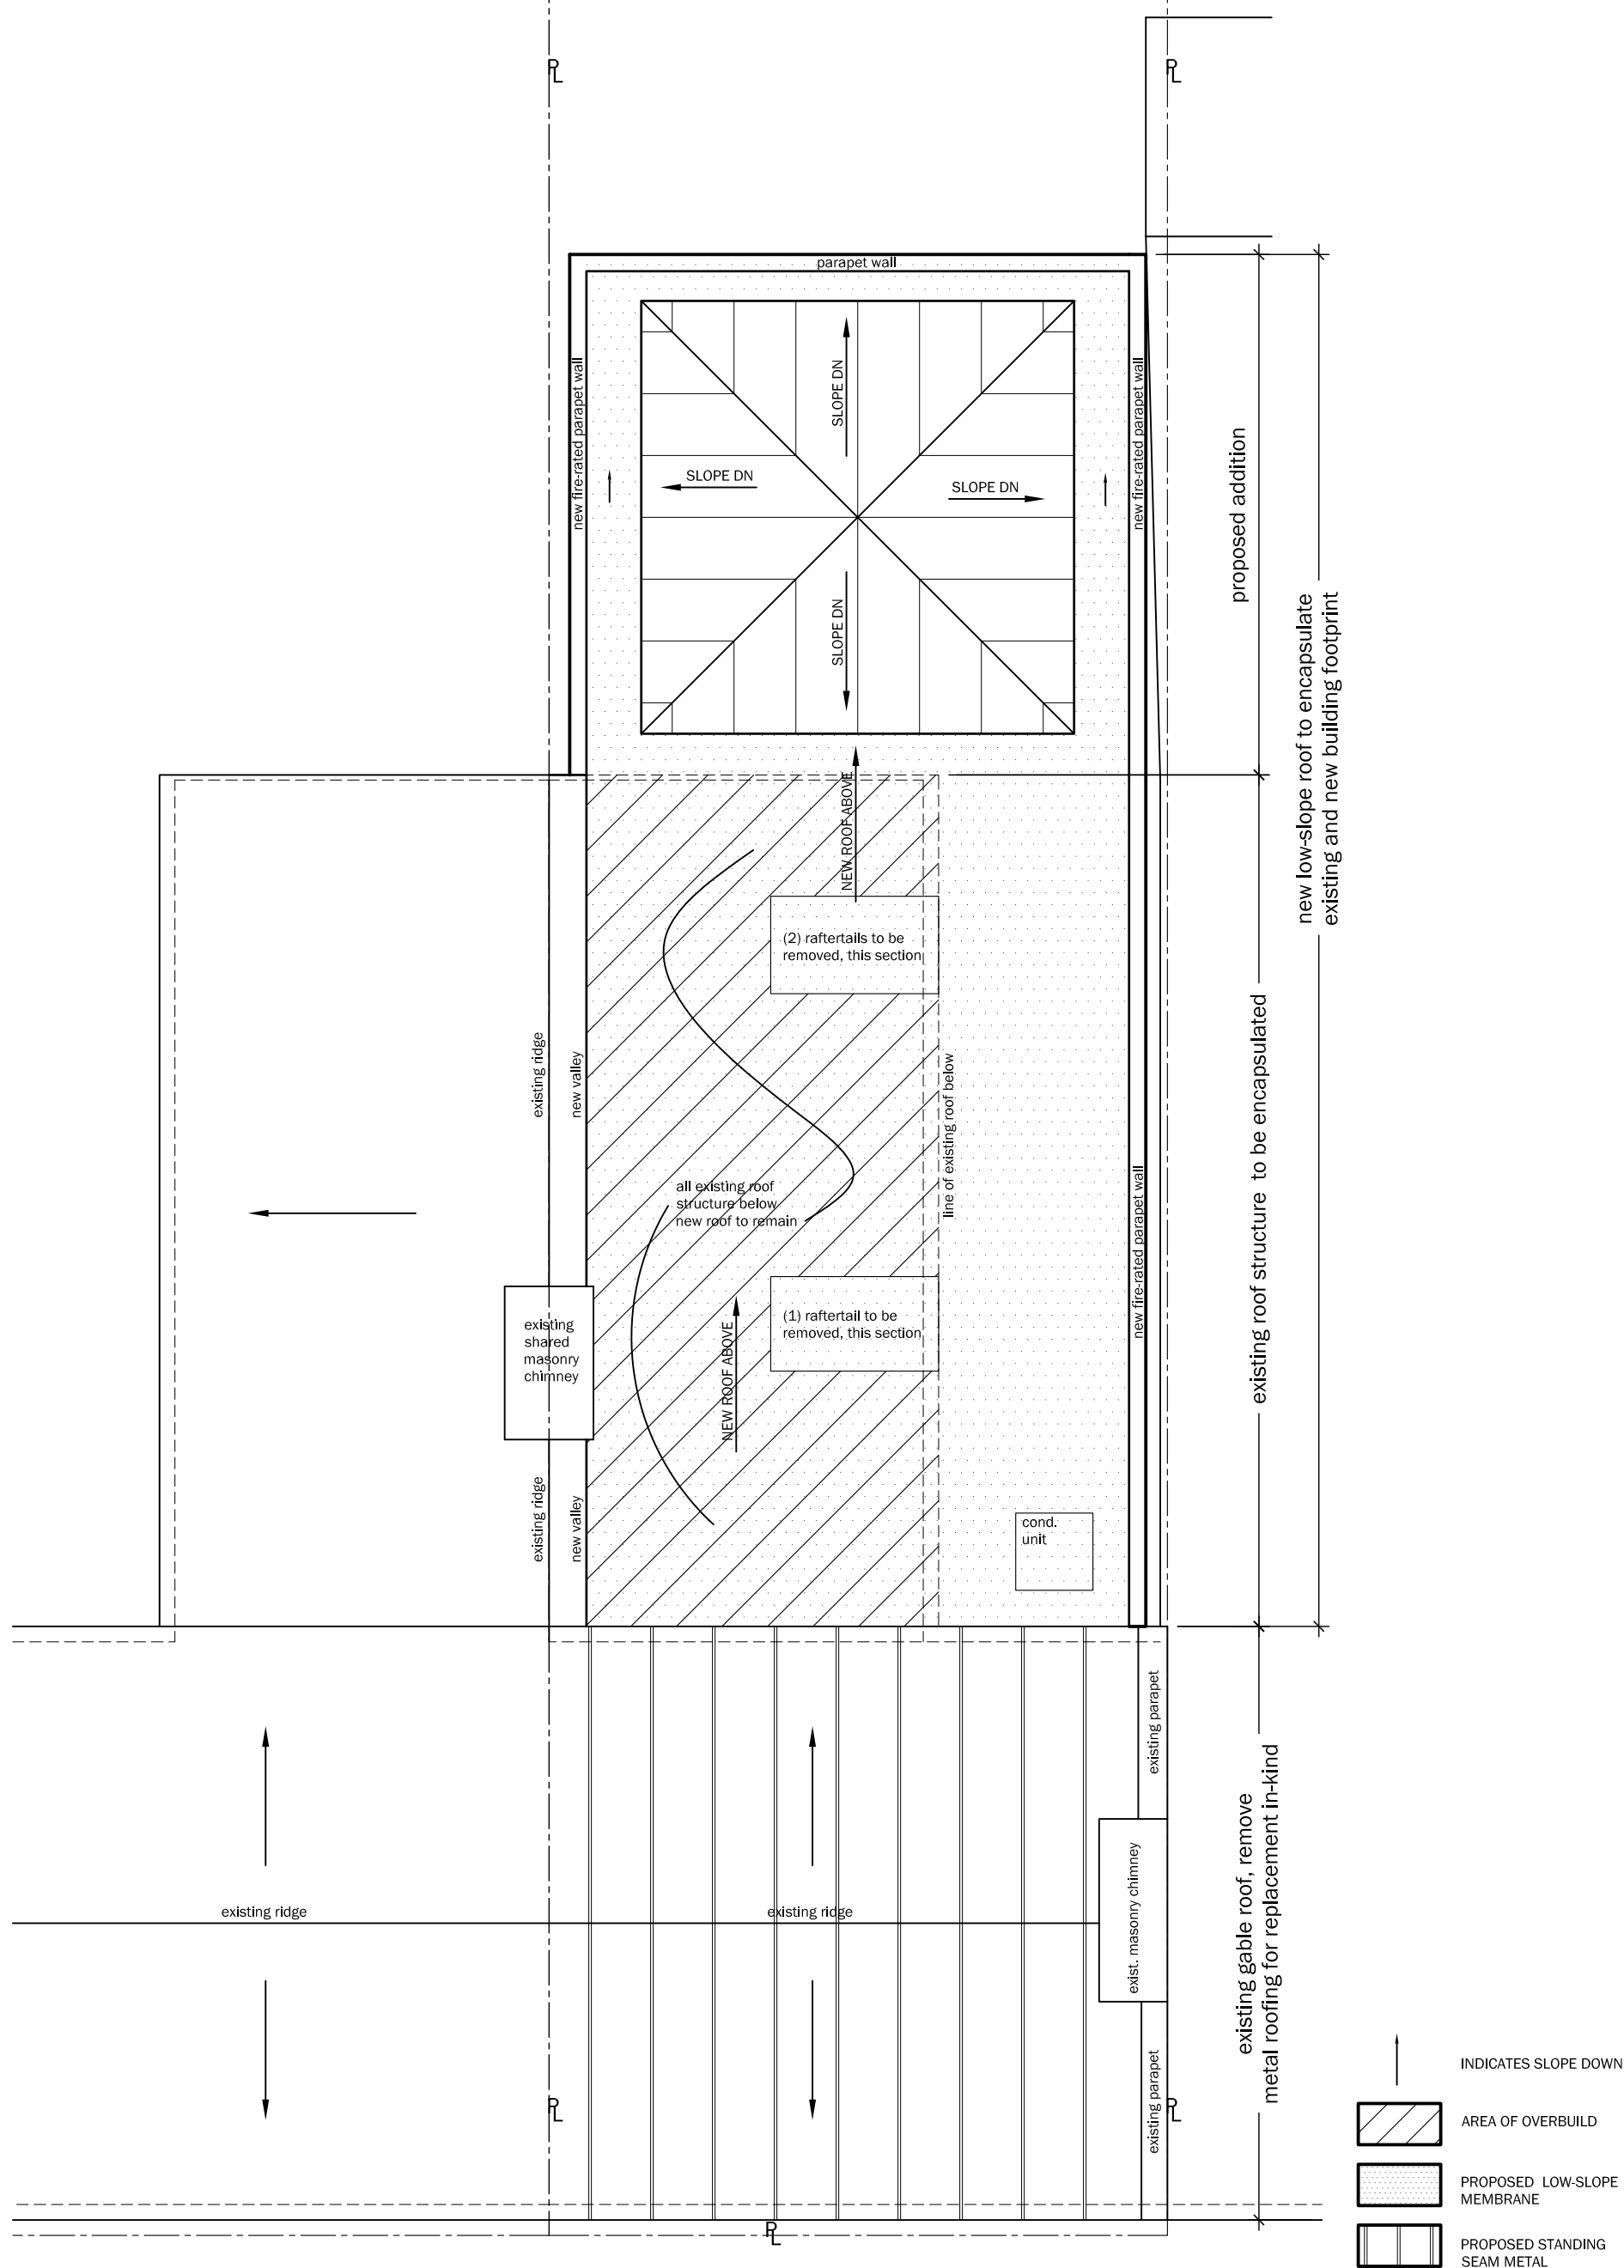 PL
PL
parapet wall
new fire-rated parapet wall
SLOPE DN
new fire-rated parapet wall
SLOPE DN
SLOPE DN
SLOPE DN
proposed addition
new low-slope roof to encapsulate
existing and new building footprint
NEW ROOF ABOVE
(2) raftertails to be
removed, this section
existing ridge
new valley
line of existing roof below
existing roof structure to be encapsulated
all existing roof
structure below
new roof to remain
new fire-rated parapet wall
existing
shared
masonry
chimney
NEW ROOF ABOVE
(1) raftertail to be
removed, this section
existing ridge
new valley
cond.
unit
existing parapet
existing gable roof, remove
metal roofing for replacement in-kind
exist. masonry chimney
existing ridge
existing ridge
existing parapet
PL
PL
PL
INDICATES SLOPE DOWN
AREA OF OVERBUILD
PROPOSED LOW-SLOPE
MEMBRANE
PROPOSED STANDING
SEAM METAL